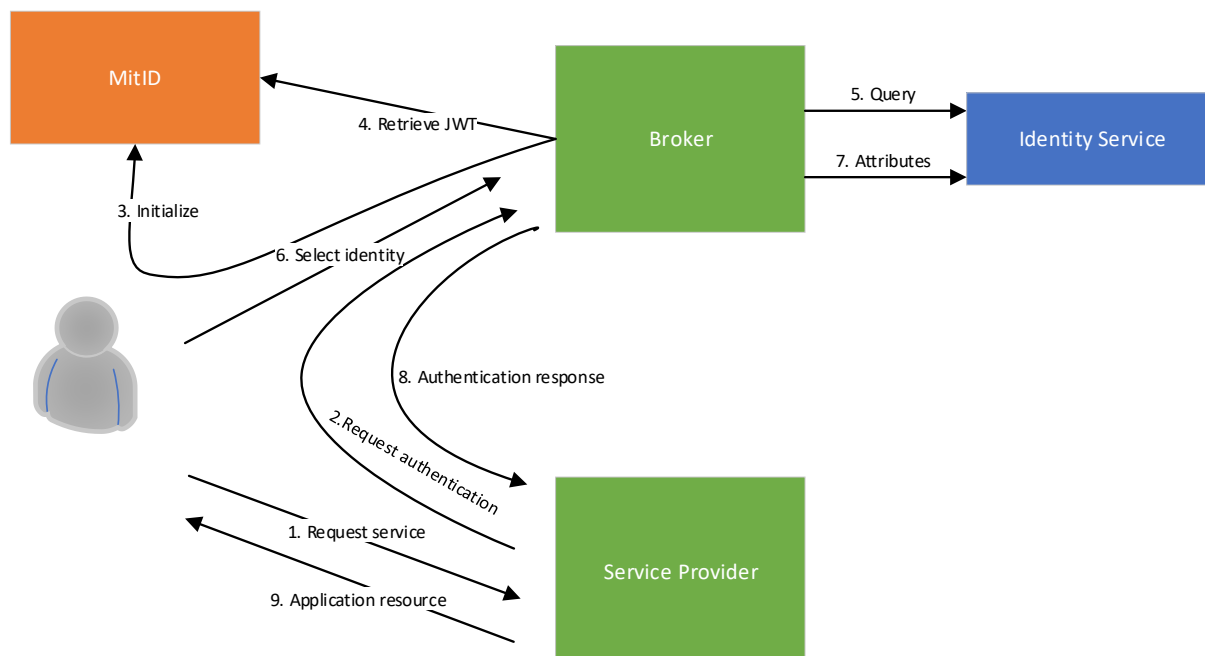 MitID
Broker
5. Query
4. Retrieve JWT
Identity Service
7. Attributes
3. Initialize
6. Select identity
8. Authentication response
2.Request authentication
1. Request service
Service Provider
9. Application resource